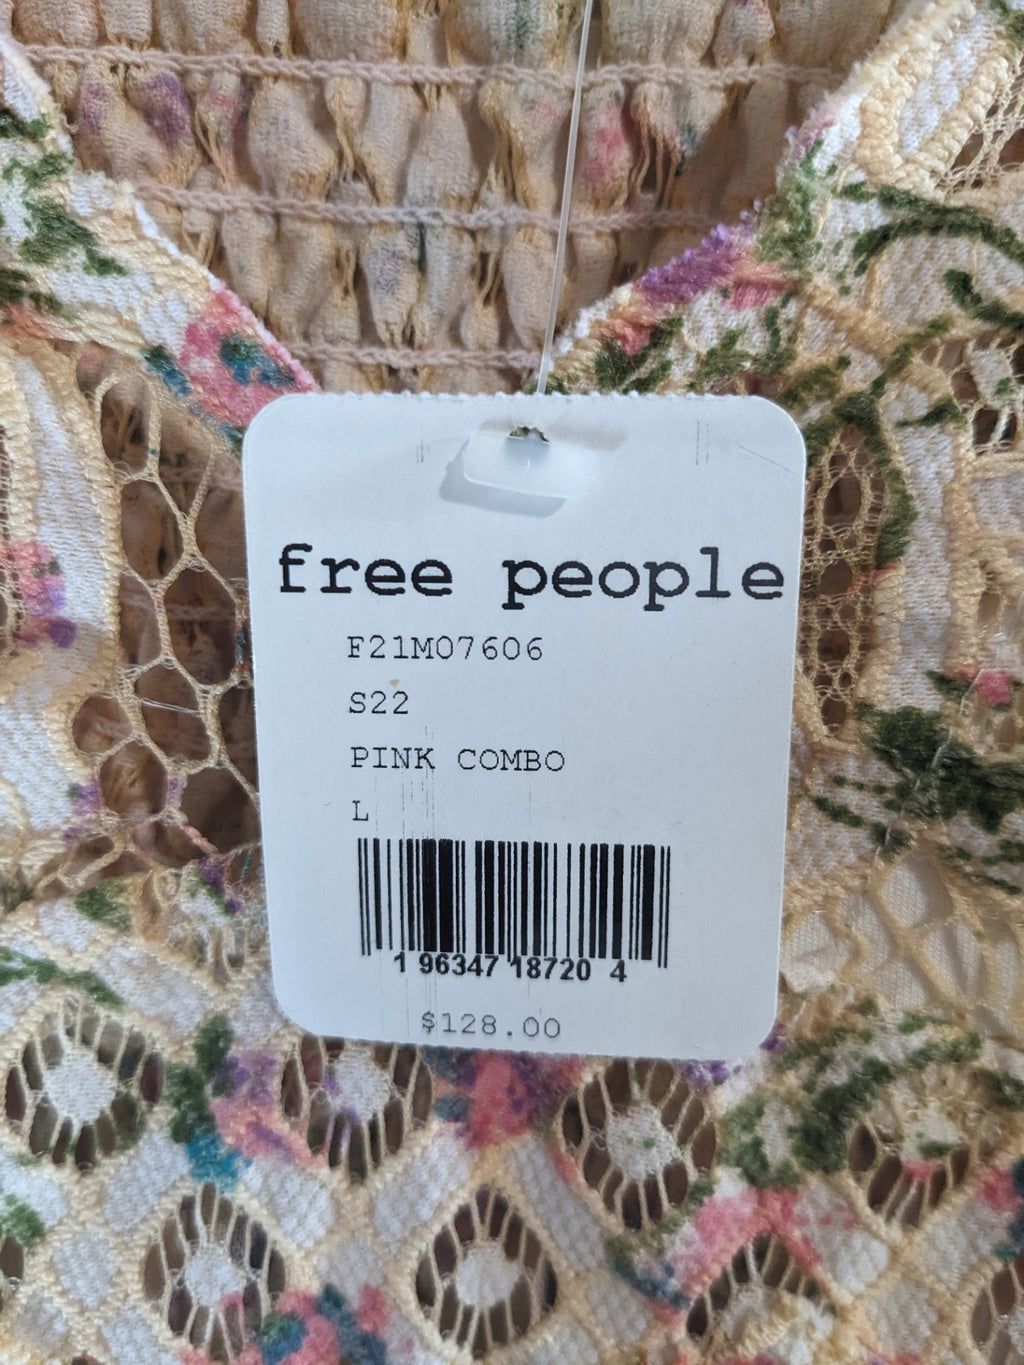 free people
F21M07606
S22
PINK COMBO
L
1 96347 18720 4
$128.00